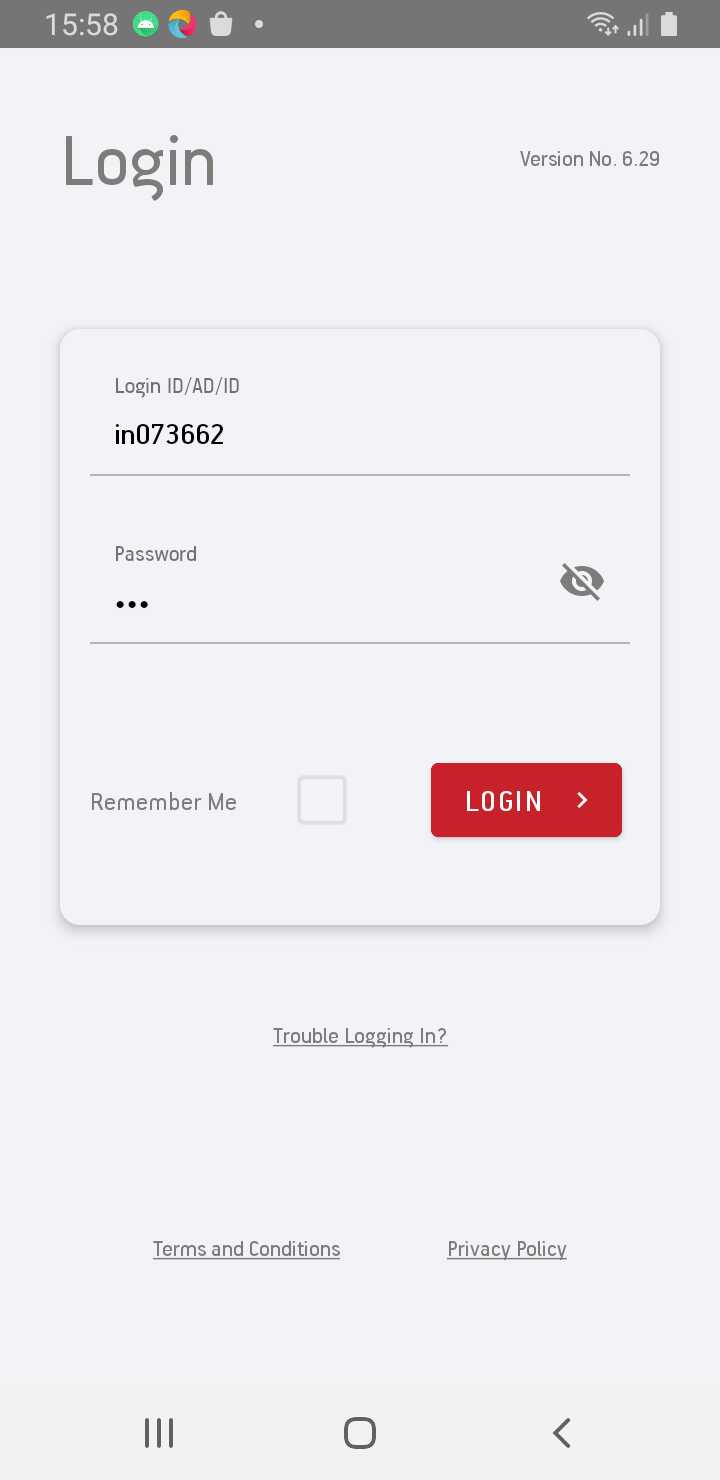 15:58
Login
Version No. 6.29
Login ID/AD/ID
in073662
Password
•••
Remember Me
LOGIN
Trouble Logging In?
Terms and Conditions
Privacy Policy